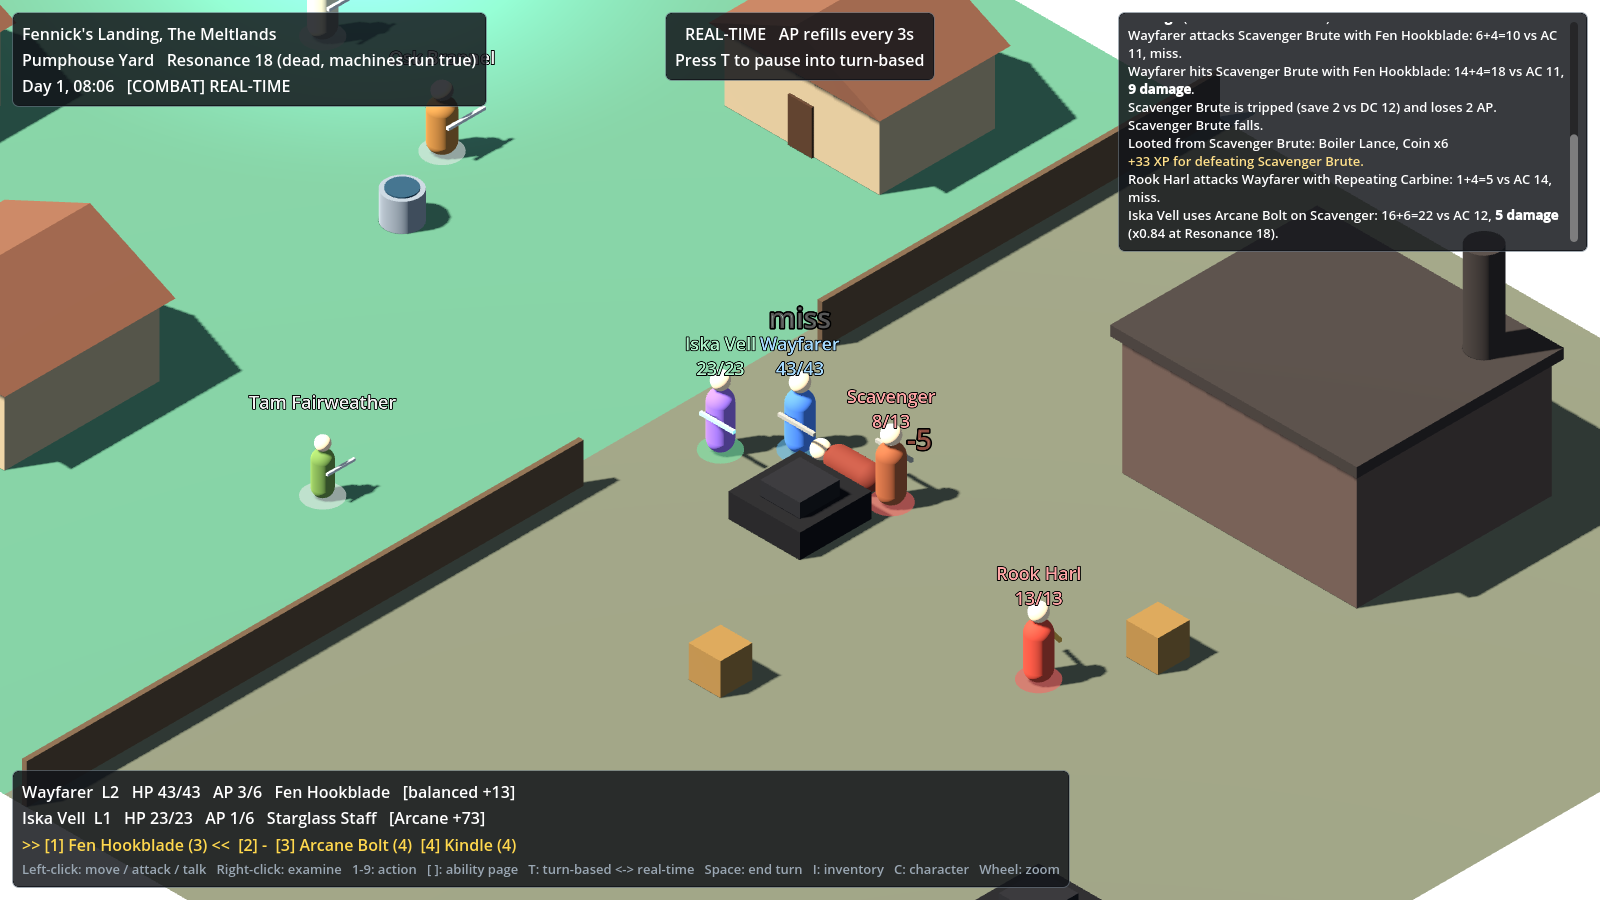 Fennick's Landing, The Meltlands
Pumphouse Yard   Resonance 18 (dead, machines run true)
Day 1, 08:06   [COMBAT] REAL-TIME
REAL-TIME   AP refills every 3s
Press T to pause into turn-based
Wayfarer attacks Scavenger Brute with Fen Hookblade: 6+4=10 vs AC
11, miss.
Wayfarer hits Scavenger Brute with Fen Hookblade: 14+4=18 vs AC 11,
9 damage.
Scavenger Brute is tripped (save 2 vs DC 12) and loses 2 AP.
Scavenger Brute falls.
Looted from Scavenger Brute: Boiler Lance, Coin x6
+33 XP for defeating Scavenger Brute.
Rook Harl attacks Wayfarer with Repeating Carbine: 1+4=5 vs AC 14,
miss.
Iska Vell uses Arcane Bolt on Scavenger: 16+6=22 vs AC 12, 5 damage
(x0.84 at Resonance 18).
miss
Iska Vell
23/23
Wayfarer
43/43
Scavenger
8/13
-5
Tam Fairweather
Rook Harl
13/13
Wayfarer  L2   HP 43/43   AP 3/6   Fen Hookblade   [balanced +13]
Iska Vell  L1   HP 23/23   AP 1/6   Starglass Staff   [Arcane +73]
>> [1] Fen Hookblade (3) <<  [2] -  [3] Arcane Bolt (4)  [4] Kindle (4)
Left-click: move / attack / talk   Right-click: examine   1-9: action   [ ]: ability page   T: turn-based <-> real-time   Space: end turn   I: inventory   C: character   Wheel: zoom